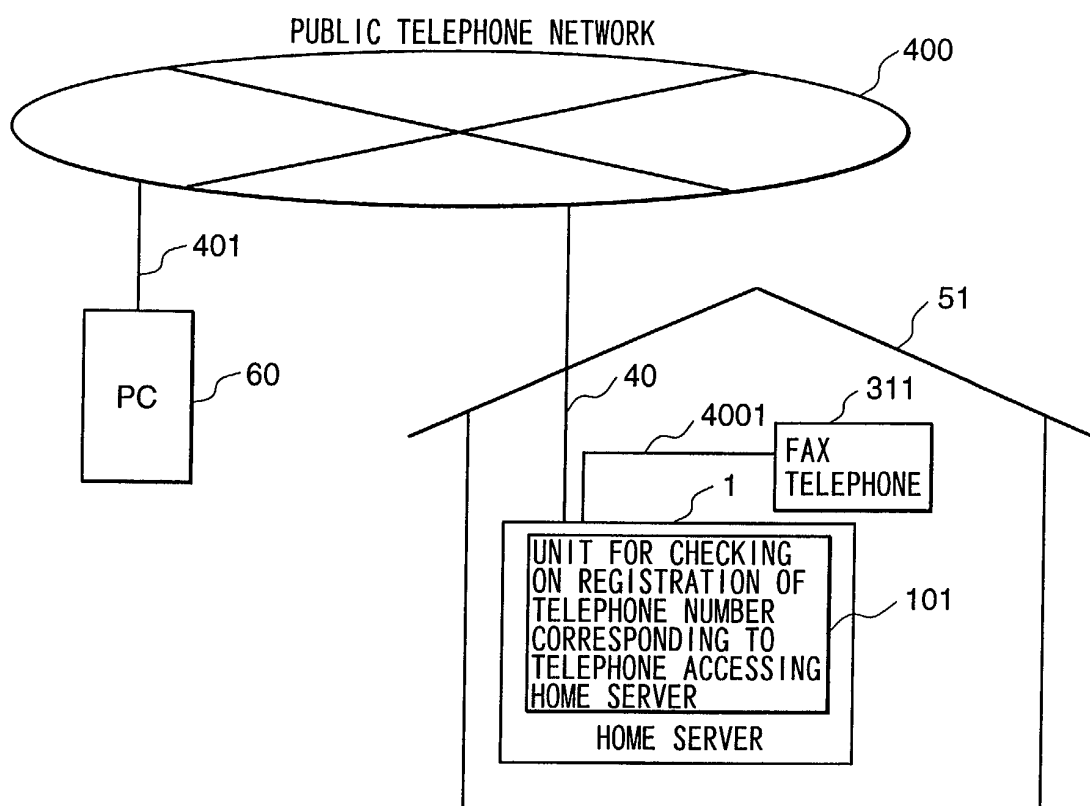 PUBLIC TELEPHONE NETWORK
400
401
PC
60
40
51
4001
311
FAX
TELEPHONE
1
UNIT FOR CHECKING
ON REGISTRATION OF
TELEPHONE NUMBER
CORRESPONDING TO
TELEPHONE ACCESSING
HOME SERVER
101
HOME SERVER